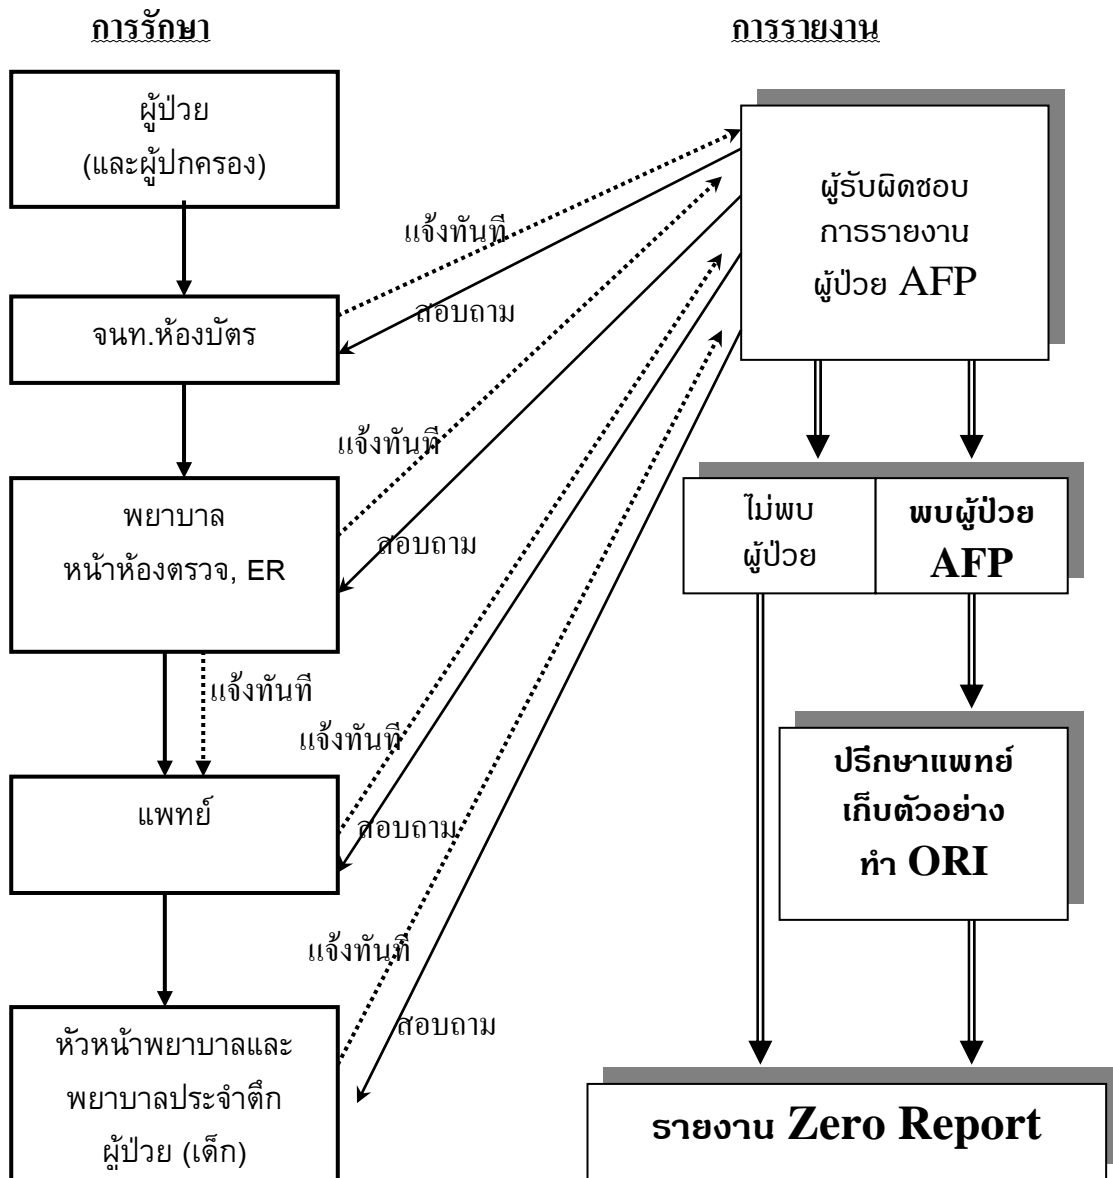 การรักษา
การรายงาน
ผู้ป่วย
(และผู้ปกครอง)
ผู้รับผิดชอบ
การรายงาน
ผู้ป่วย AFP
แจ้งทันที
สอบถาม
จนท.ห้องบัตร
แจ้งทันที
สอบถาม
พยาบาล
หน้าห้องตรวจ, ER
ไม่พบ
ผู้ป่วย
พบผู้ป่วย
AFP
แจ้งทันที
แจ้งทันที
สอบถาม
แพทย์
ปรึกษาแพทย์
เก็บตัวอย่าง
ทำ ORI
แจ้งทันที
สอบถาม
หัวหน้าพยาบาลและ
พยาบาลประจำตึก
ผู้ป่วย (เด็ก)
รายงาน Zero Report